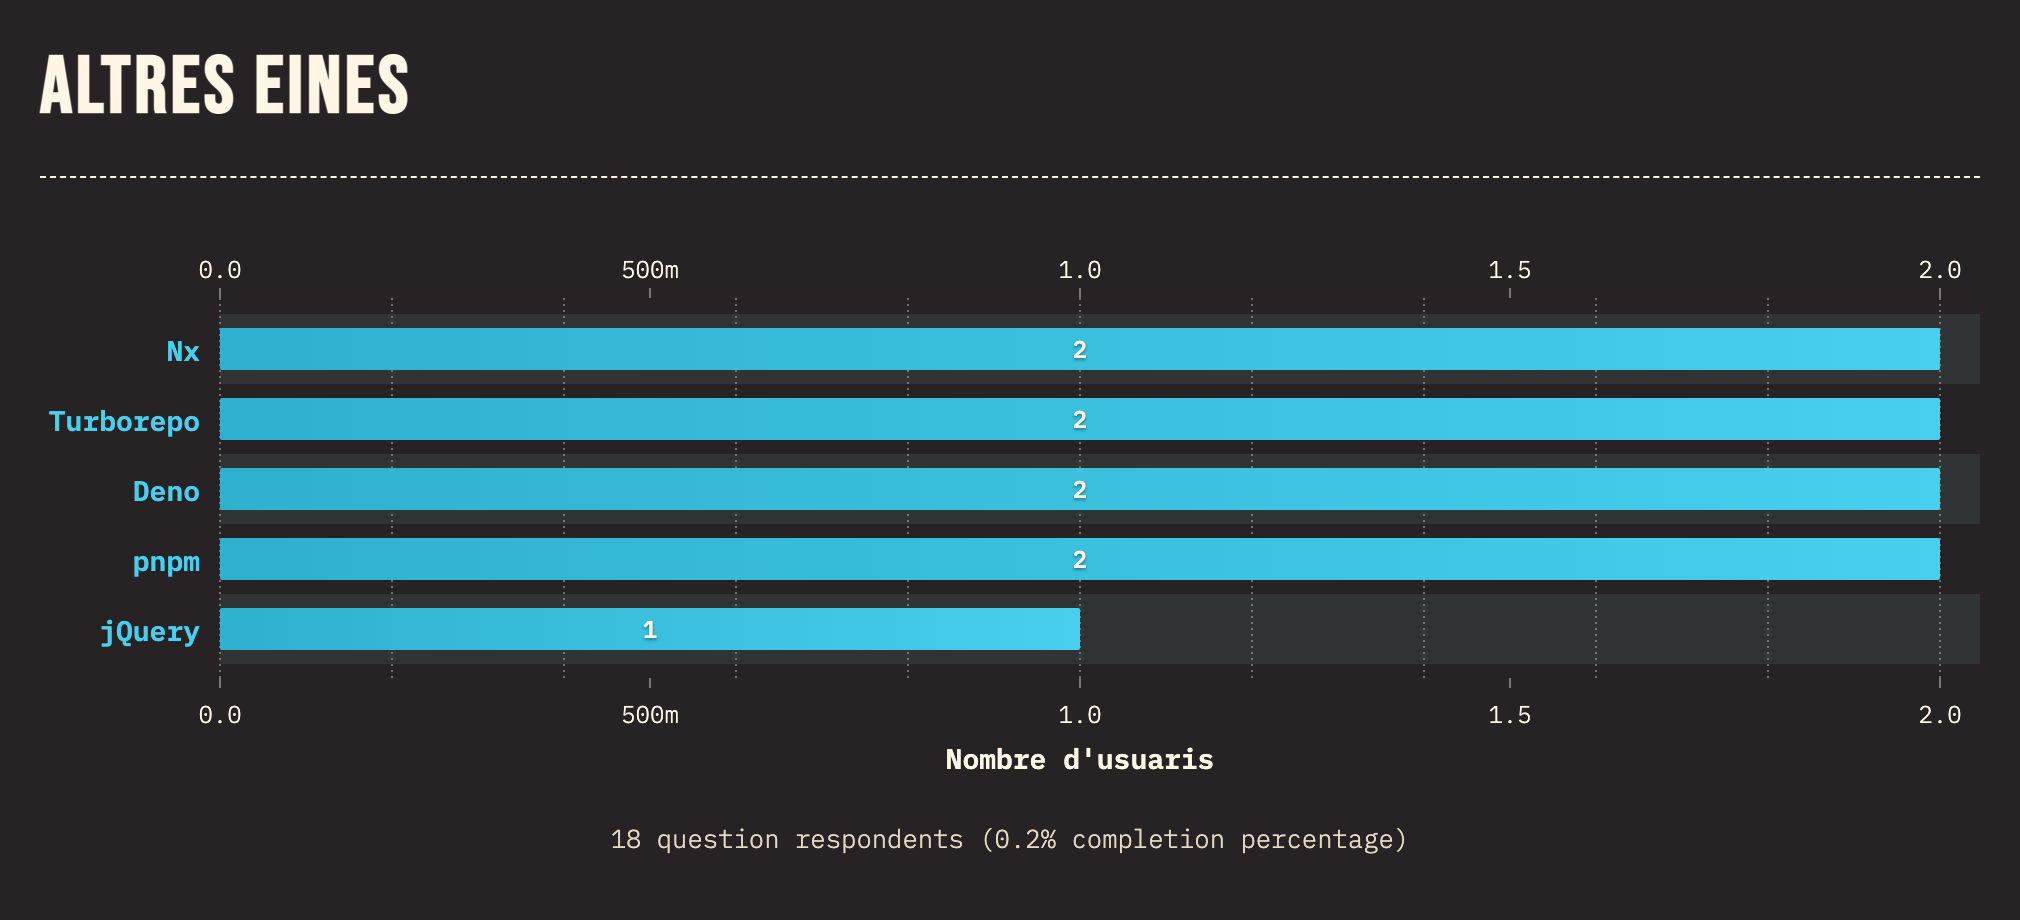 ALTRES EINES
0.0 500m 1.0 1.5 2.0
Nx 2
Turborepo 2
Deno 2
pnpm 2
jQuery 1
0.0 500m 1.0 1.5 2.0
Nombre d'usuaris
18 question respondents (0.2% completion percentage)